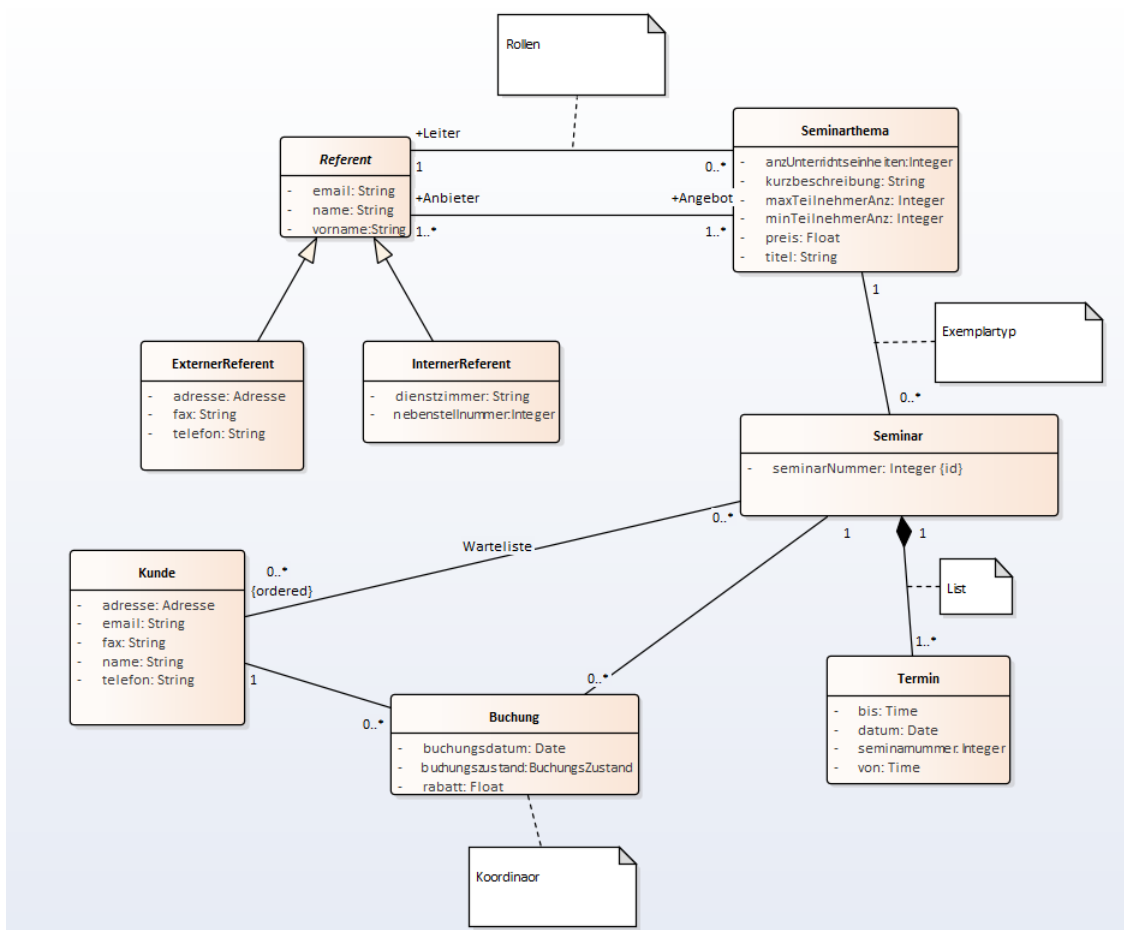 Rollen
+Leiter
1
0..*
+Anbieter
+Angebot
1..*
1..*
Referent
- email: String
- name: String
- vorname:String
Seminarthema
- anzUnterrichtseinheiten:Integer
- kurzbeschreibung: String
- maxTeilnehmerAnz: Integer
- minTeilnehmerAnz: Integer
- preis: Float
- titel: String
1
Exemplartyp
0..*
ExternerReferent
- adresse: Adresse
- fax: String
- telefon: String
InternerReferent
- dienstzimmer: String
- nebenstellnummer:Integer
Seminar
- seminarNummer: Integer {id}
0..*
1
1
Warteliste
Kunde
- adresse: Adresse
- email: String
- fax: String
- name: String
- telefon: String
0..*
{ordered}
List
1..*
1
0..*
0..*
Buchung
- buchungsdatum: Date
- buchungszustand:BuchungsZustand
- rabatt: Float
Termin
- bis: Time
- datum: Date
- seminarnummer: Integer
- von: Time
Koordinaor